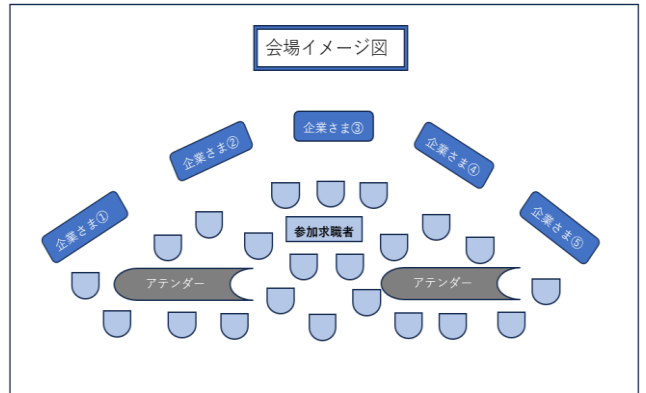 会場イメージ図
企業さま①
企業さま②
企業さま③
企業さま④
企業さま⑤
参加求職者
アテンダー
アテンダー